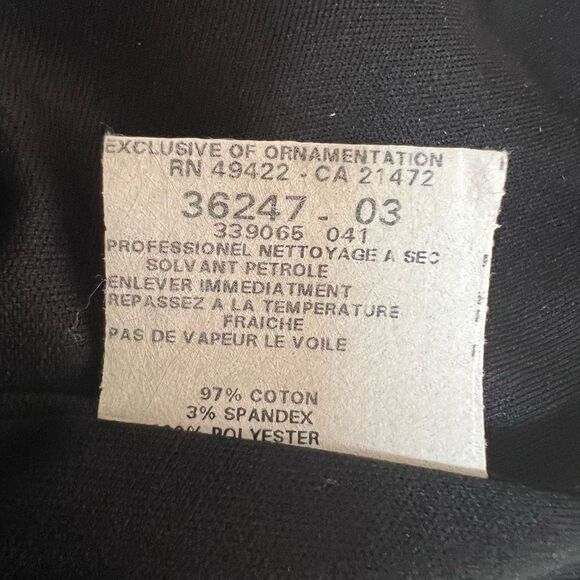 EXCLUSIVE OF ORNAMENTATION
RN 49422 - CA 21472
36247 - 03
339065 041
PROFESSIONEL NETTOYAGE A SEC
SOLVANT PETROLE
ENLEVER IMMEDIATMENT
REPASSEZ A LA TEMPERATURE
FRAICHE
PAS DE VAPEUR LE VOILE
97% COTON
3% SPANDEX
POLYESTER